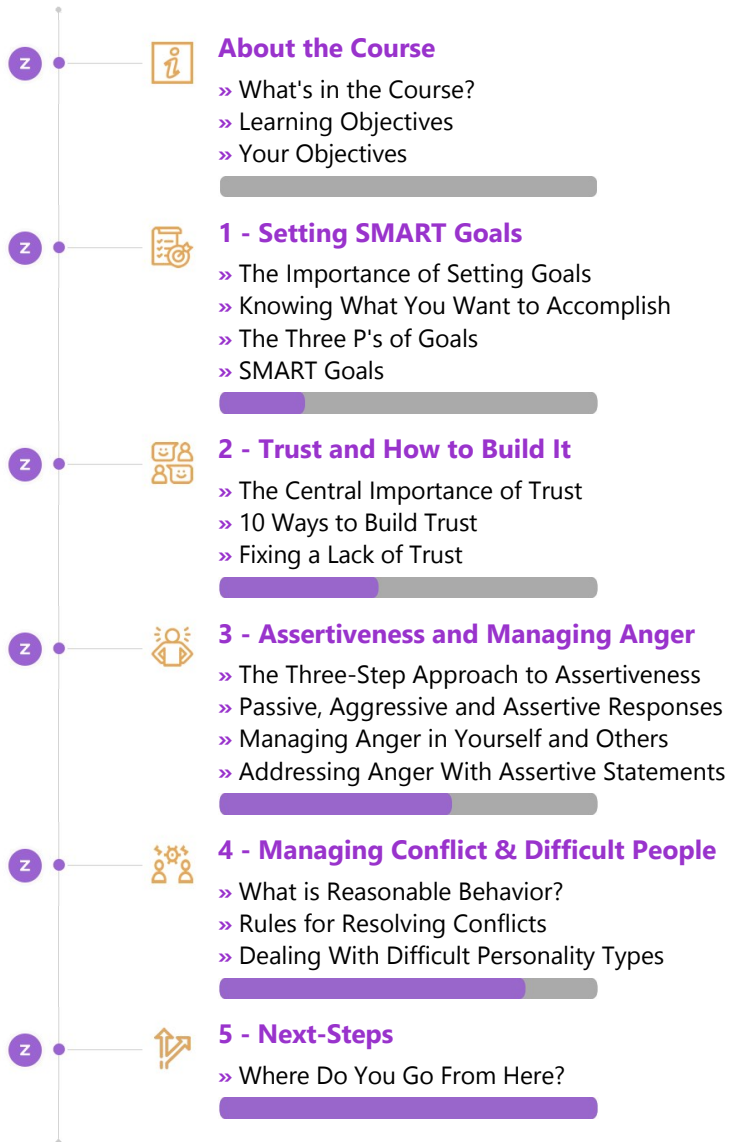 Z
About the Course
» What's in the Course?
» Learning Objectives
» Your Objectives
Z
1 - Setting SMART Goals
» The Importance of Setting Goals
» Knowing What You Want to Accomplish
» The Three P's of Goals
» SMART Goals
Z
2 - Trust and How to Build It
» The Central Importance of Trust
» 10 Ways to Build Trust
» Fixing a Lack of Trust
Z
3 - Assertiveness and Managing Anger
» The Three-Step Approach to Assertiveness
» Passive, Aggressive and Assertive Responses
» Managing Anger in Yourself and Others
» Addressing Anger With Assertive Statements
Z
4 - Managing Conflict & Difficult People
» What is Reasonable Behavior?
» Rules for Resolving Conflicts
» Dealing With Difficult Personality Types
Z
5 - Next-Steps
» Where Do You Go From Here?